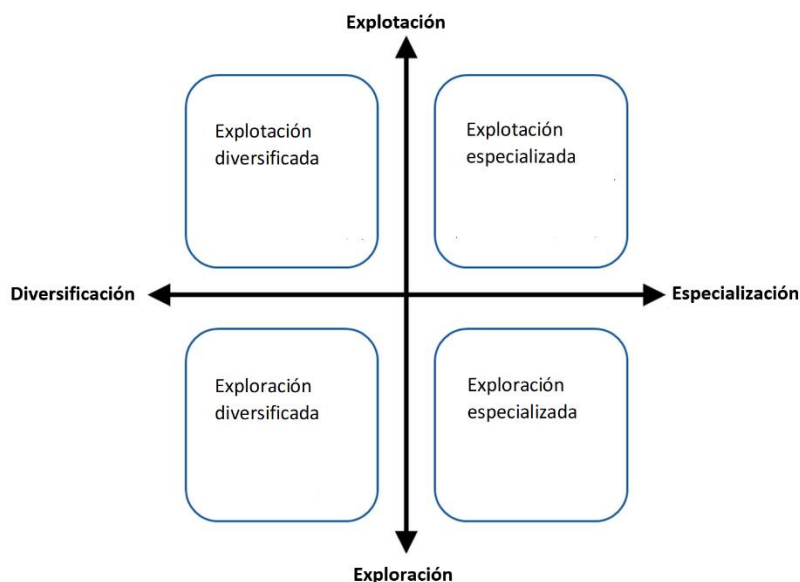 Explotación
Explotación
diversificada
Explotación
especializada
Diversificación
Especialización
Exploración
diversificada
Exploración
especializada
Exploración